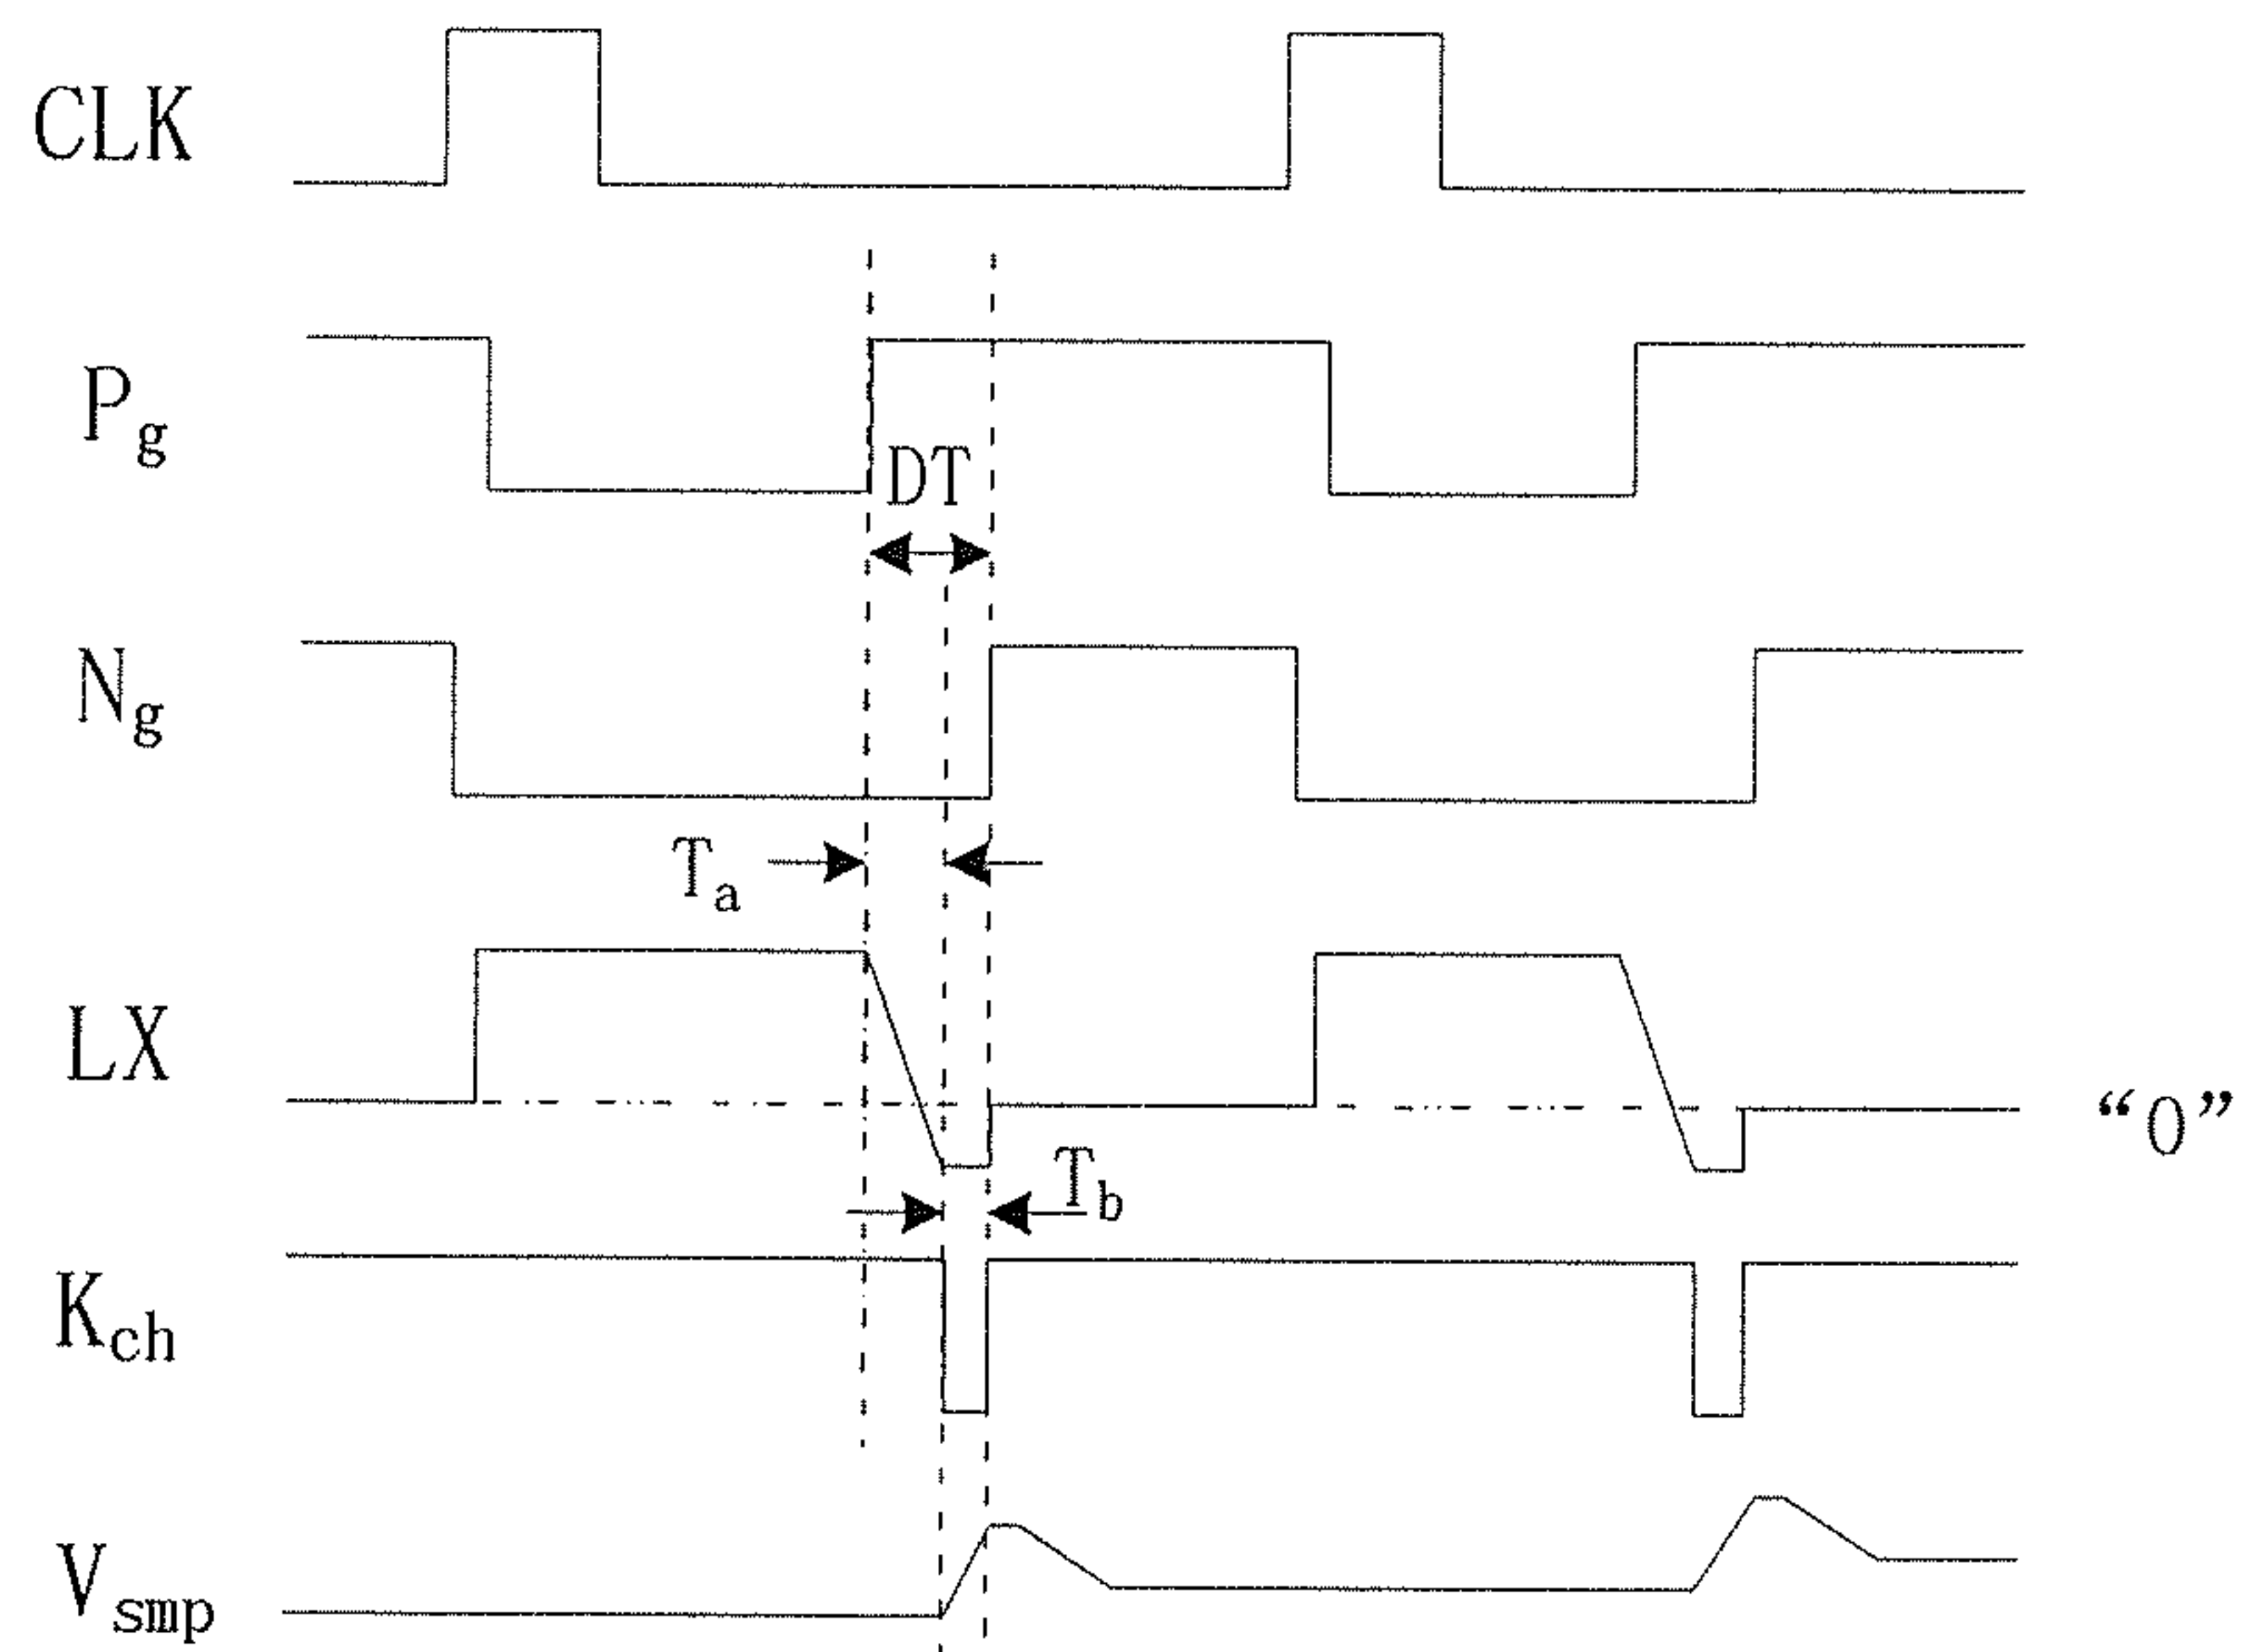 CLK
Pg
DT
Ng
Ta
LX
“0”
Tb
Kch
Vsmp